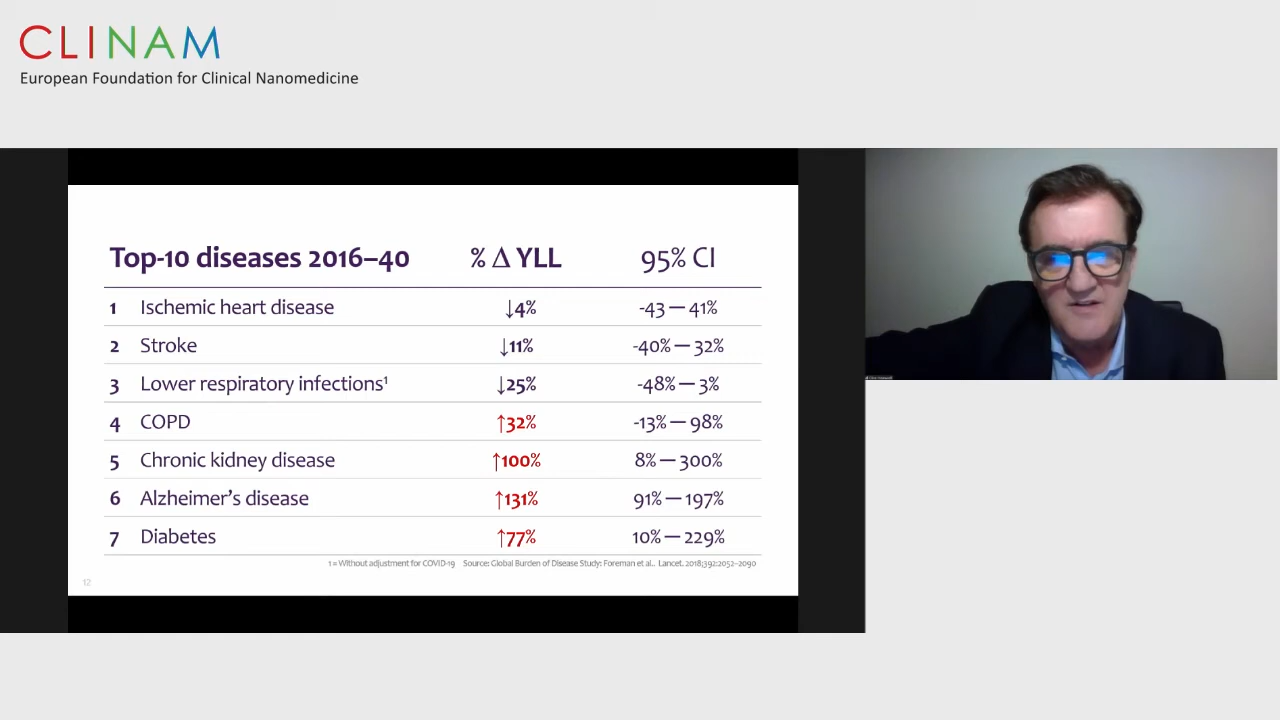 CLINAM
European Foundation for Clinical Nanomedicine
Top-10 diseases 2016–40 % Δ YLL 95% CI
1 Ischemic heart disease ↓4% -43 — 41%
2 Stroke ↓11% -40% — 32%
3 Lower respiratory infections¹ ↓25% -48% — 3%
4 COPD ↑32% -13% — 98%
5 Chronic kidney disease ↑100% 8% — 300%
6 Alzheimer's disease ↑131% 91% — 197%
7 Diabetes ↑77% 10% — 229%
1 = Without adjustment for COVID-19 Source: Global Burden of Disease Study: Foreman et al.. Lancet. 2018;392:2052–2090
12